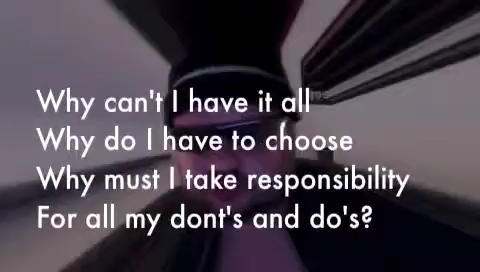 Why can't I have it all
Why do I have to choose
Why must I take responsibility
For all my dont's and do's?